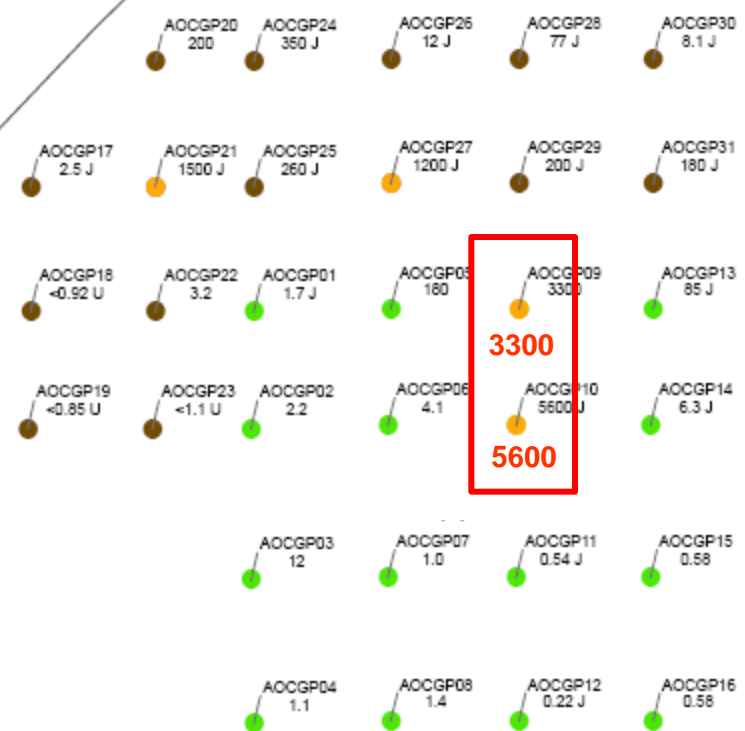 AOCGP20
200
AOCGP24
350 J
AOCGP26
12 J
AOCGP28
77 J
AOCGP30
8.1 J
AOCGP17
2.5 J
AOCGP21
1500 J
AOCGP25
260 J
AOCGP27
1200 J
AOCGP29
200 J
AOCGP31
180 J
AOCGP18
<0.92 U
AOCGP22
3.2
AOCGP01
1.7 J
AOCGP05
180
AOCGP09
3300
AOCGP13
85 J
3300
AOCGP19
<0.85 U
AOCGP23
<1.1 U
AOCGP02
2.2
AOCGP06
4.1
AOCGP10
5600 J
AOCGP14
6.3 J
5600
AOCGP03
12
AOCGP07
1.0
AOCGP11
0.54 J
AOCGP15
0.58
AOCGP04
1.1
AOCGP08
1.4
AOCGP12
0.22 J
AOCGP16
0.58